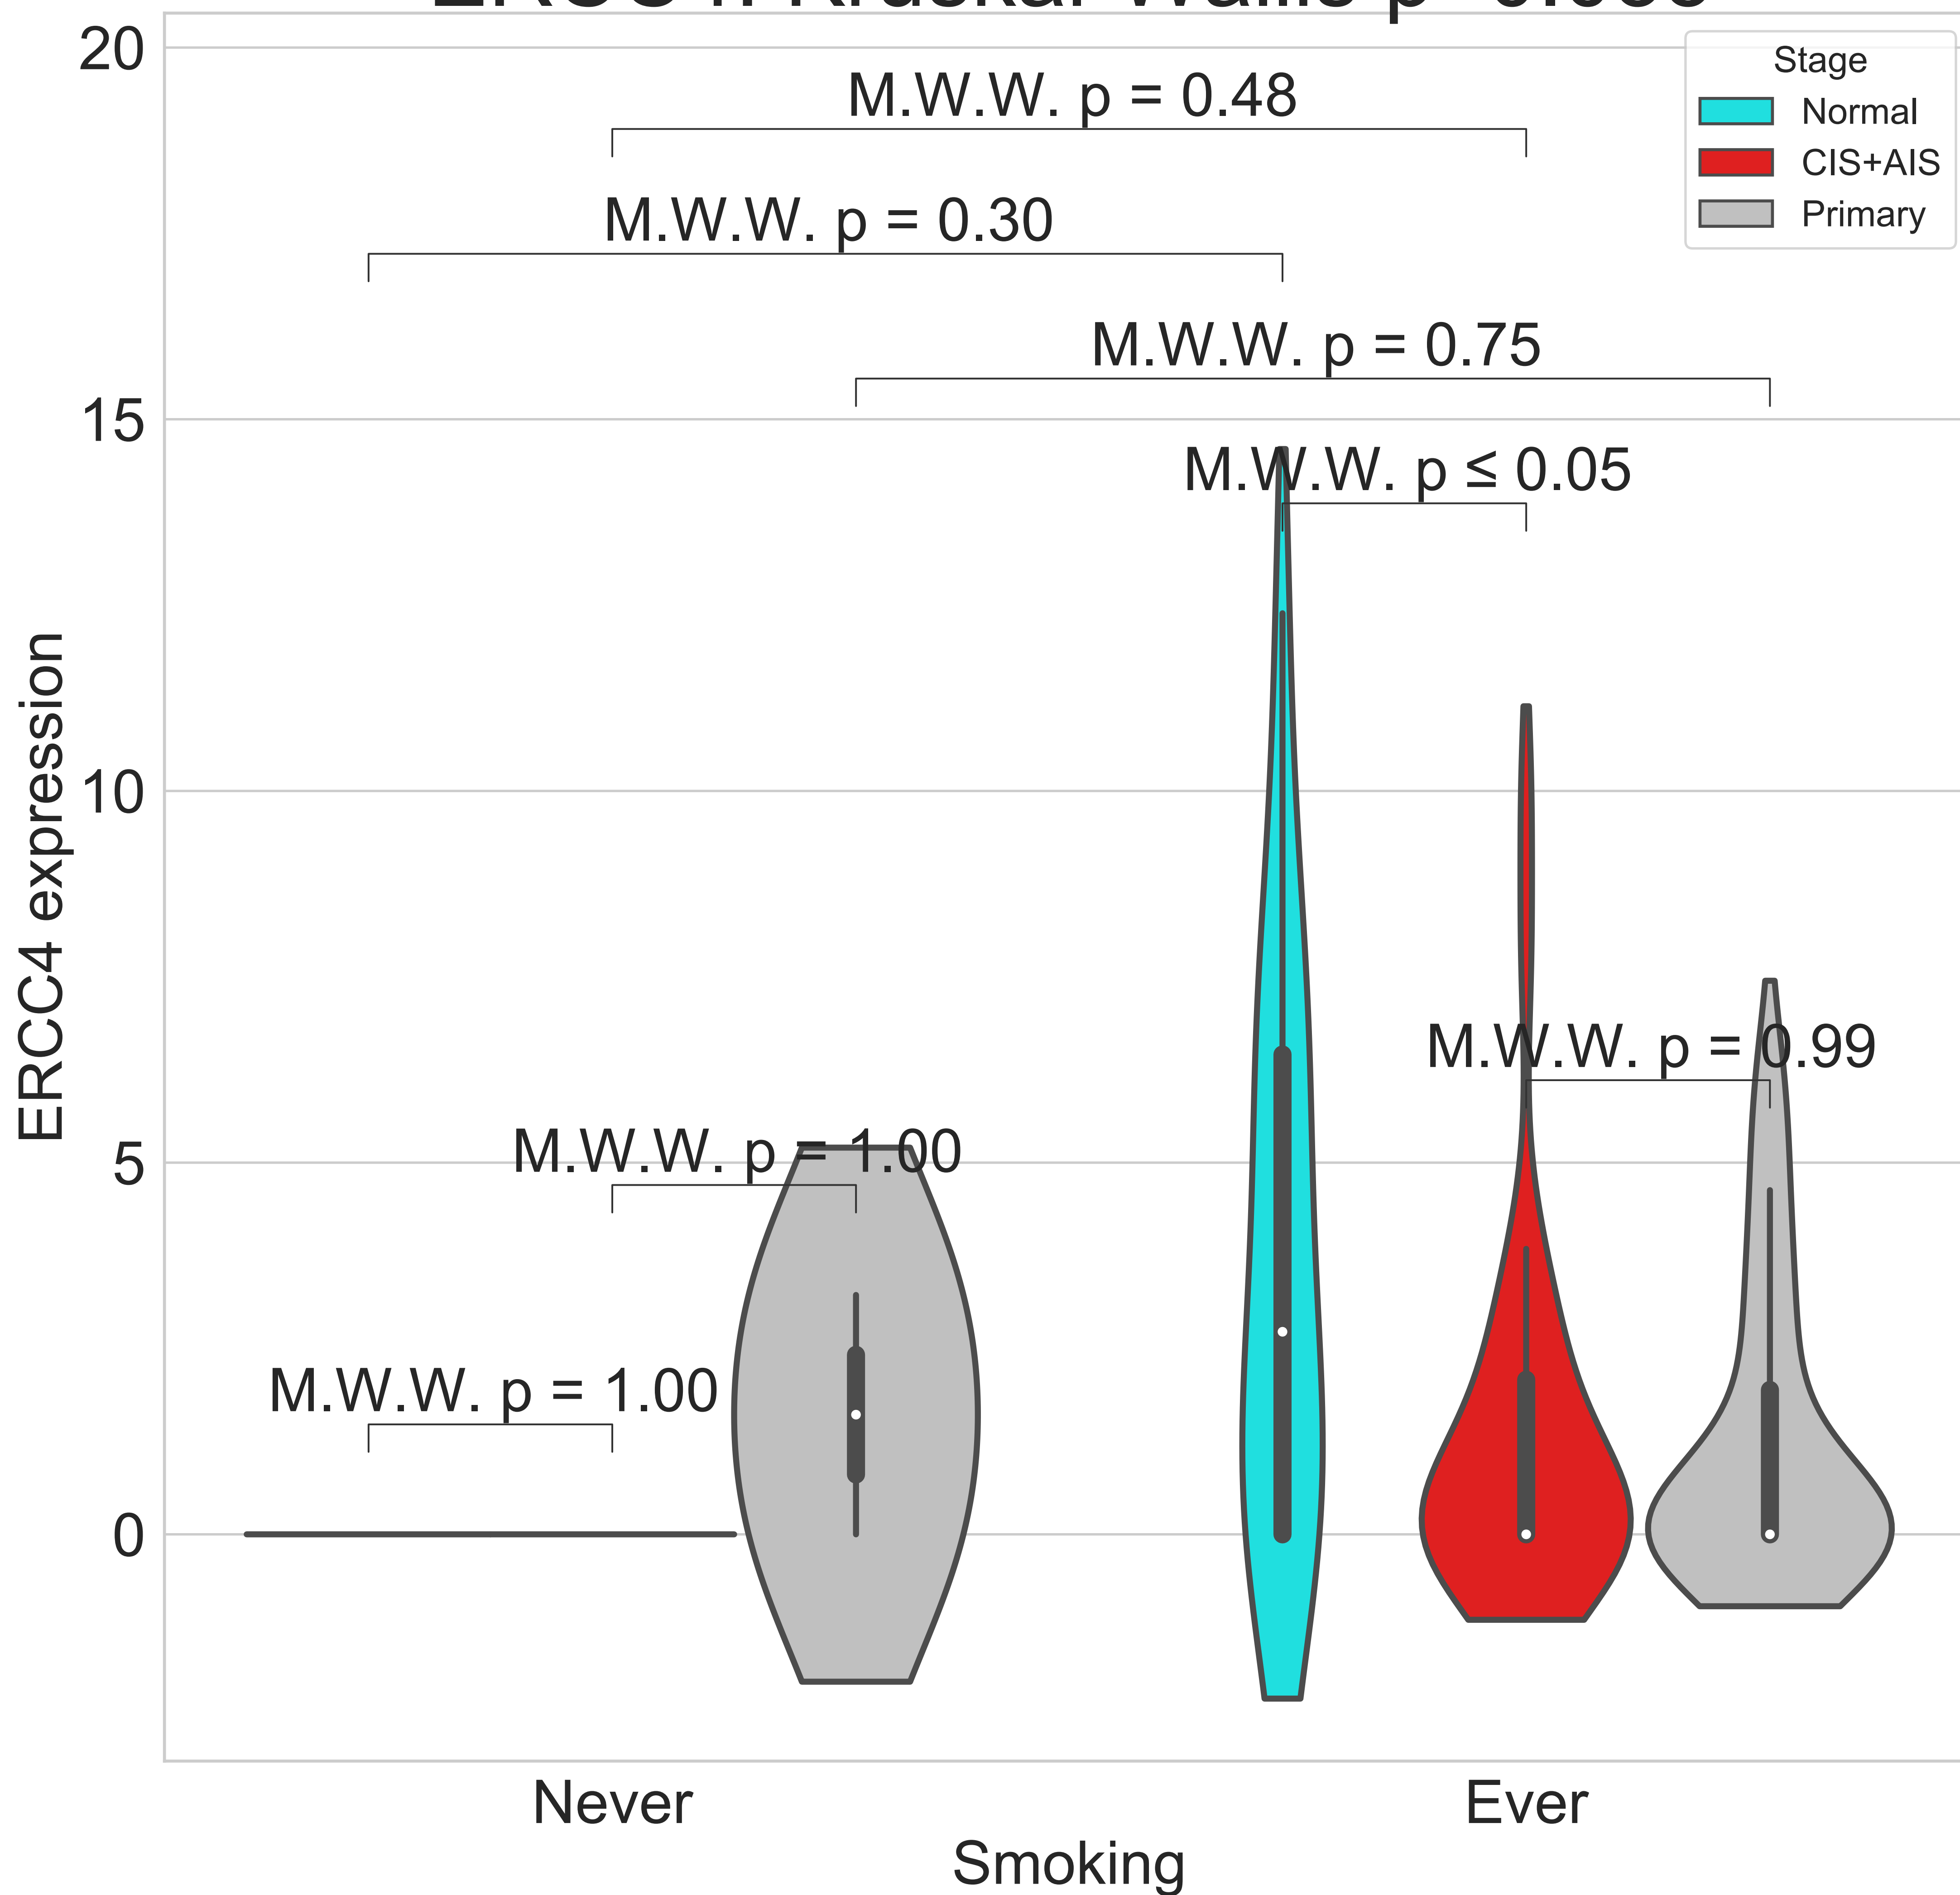 20
15
10
5
0
ERCC4 expression
M.W.W. p = 0.48
M.W.W. p = 0.30
M.W.W. p = 0.75
M.W.W. p ≤ 0.05
M.W.W. p = 0.99
M.W.W. p = 1.00
M.W.W. p = 1.00
Stage
Normal
CIS+AIS
Primary
Never
Ever
Smoking